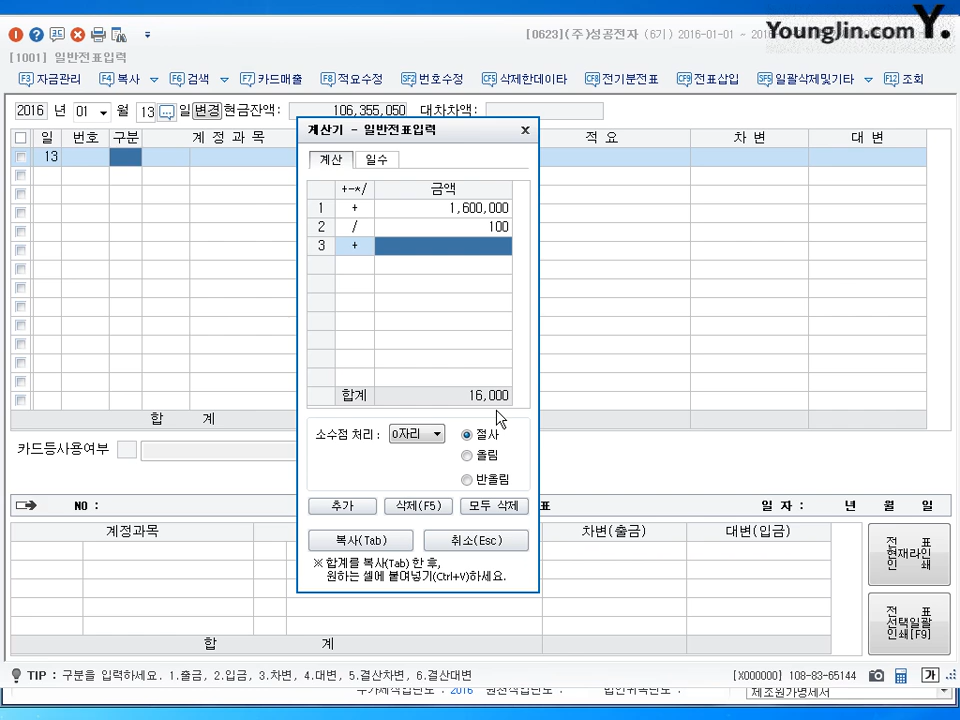 Younglin.com Y.
[0623](주)성공전자 (6기) 2016-01-01 ~ 2016-
[1001] 일반전표입력
F3 자금관리 F4 복사 F6 검색 F7 카드매출 F8 적요수정 SF2 번호수정 CF5 삭제한데이타 CF8 전기분전표 CF9 전표삽입 SF5 일괄삭제및기타 F12 조회
2016 년 01 월 13 일 변경 현금잔액: 106,355,050 대차차액:
일 번호 구분 계 정 과 목 적 요 차 변 대 변
13
합 계
카드등사용여부
계산기 - 일반전표입력 x
계산 일수
+-*/ 금액
1 + 1,600,000
2 / 100
3 +
합계 16,000
소수점 처리 : 0자리 절사
올림
반올림
추가 삭제(F5) 모두 삭제
복사(Tab) 취소(Esc)
※ 합계를 복사(Tab) 한 후,
원하는 셀에 붙여넣기(Ctrl+V)하세요.
NO : 표 일 자 : 년 월 일
계정과목 차변(출금) 대변(입금)
합 계
전 표
현재라인
인 쇄
전 표
선택일괄
인쇄[F9]
TIP : 구분을 입력하세요. 1.출금, 2.입금, 3.차변, 4.대변, 5.결산차변, 6.결산대변
[X000000] 108-83-65144 가
2016 제조원가명세서